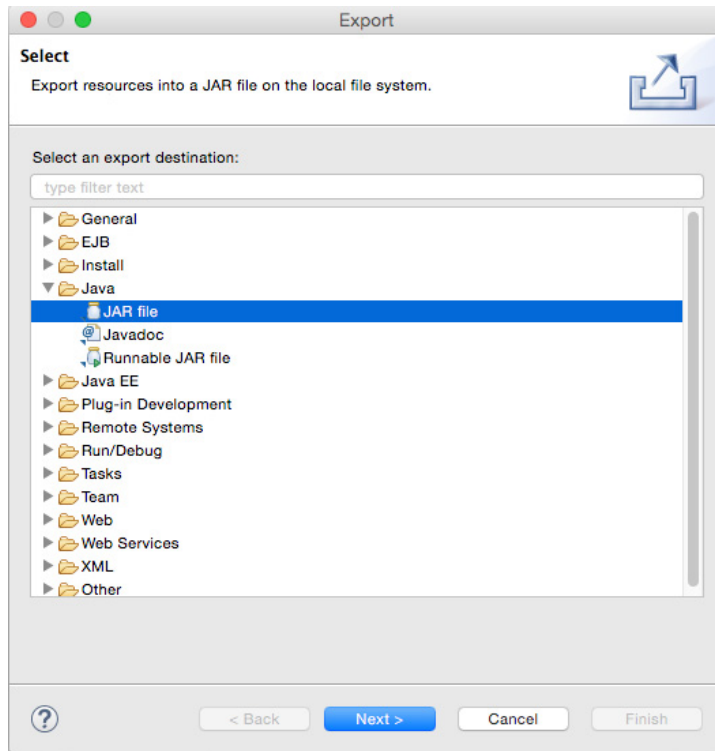 Export
Select
Export resources into a JAR file on the local file system.
Select an export destination:
type filter text
General
EJB
Install
Java
JAR file
@ Javadoc
Runnable JAR file
Java EE
Plug-in Development
Remote Systems
Run/Debug
Tasks
Team
Web
Web Services
XML
Other
? < Back Next > Cancel Finish